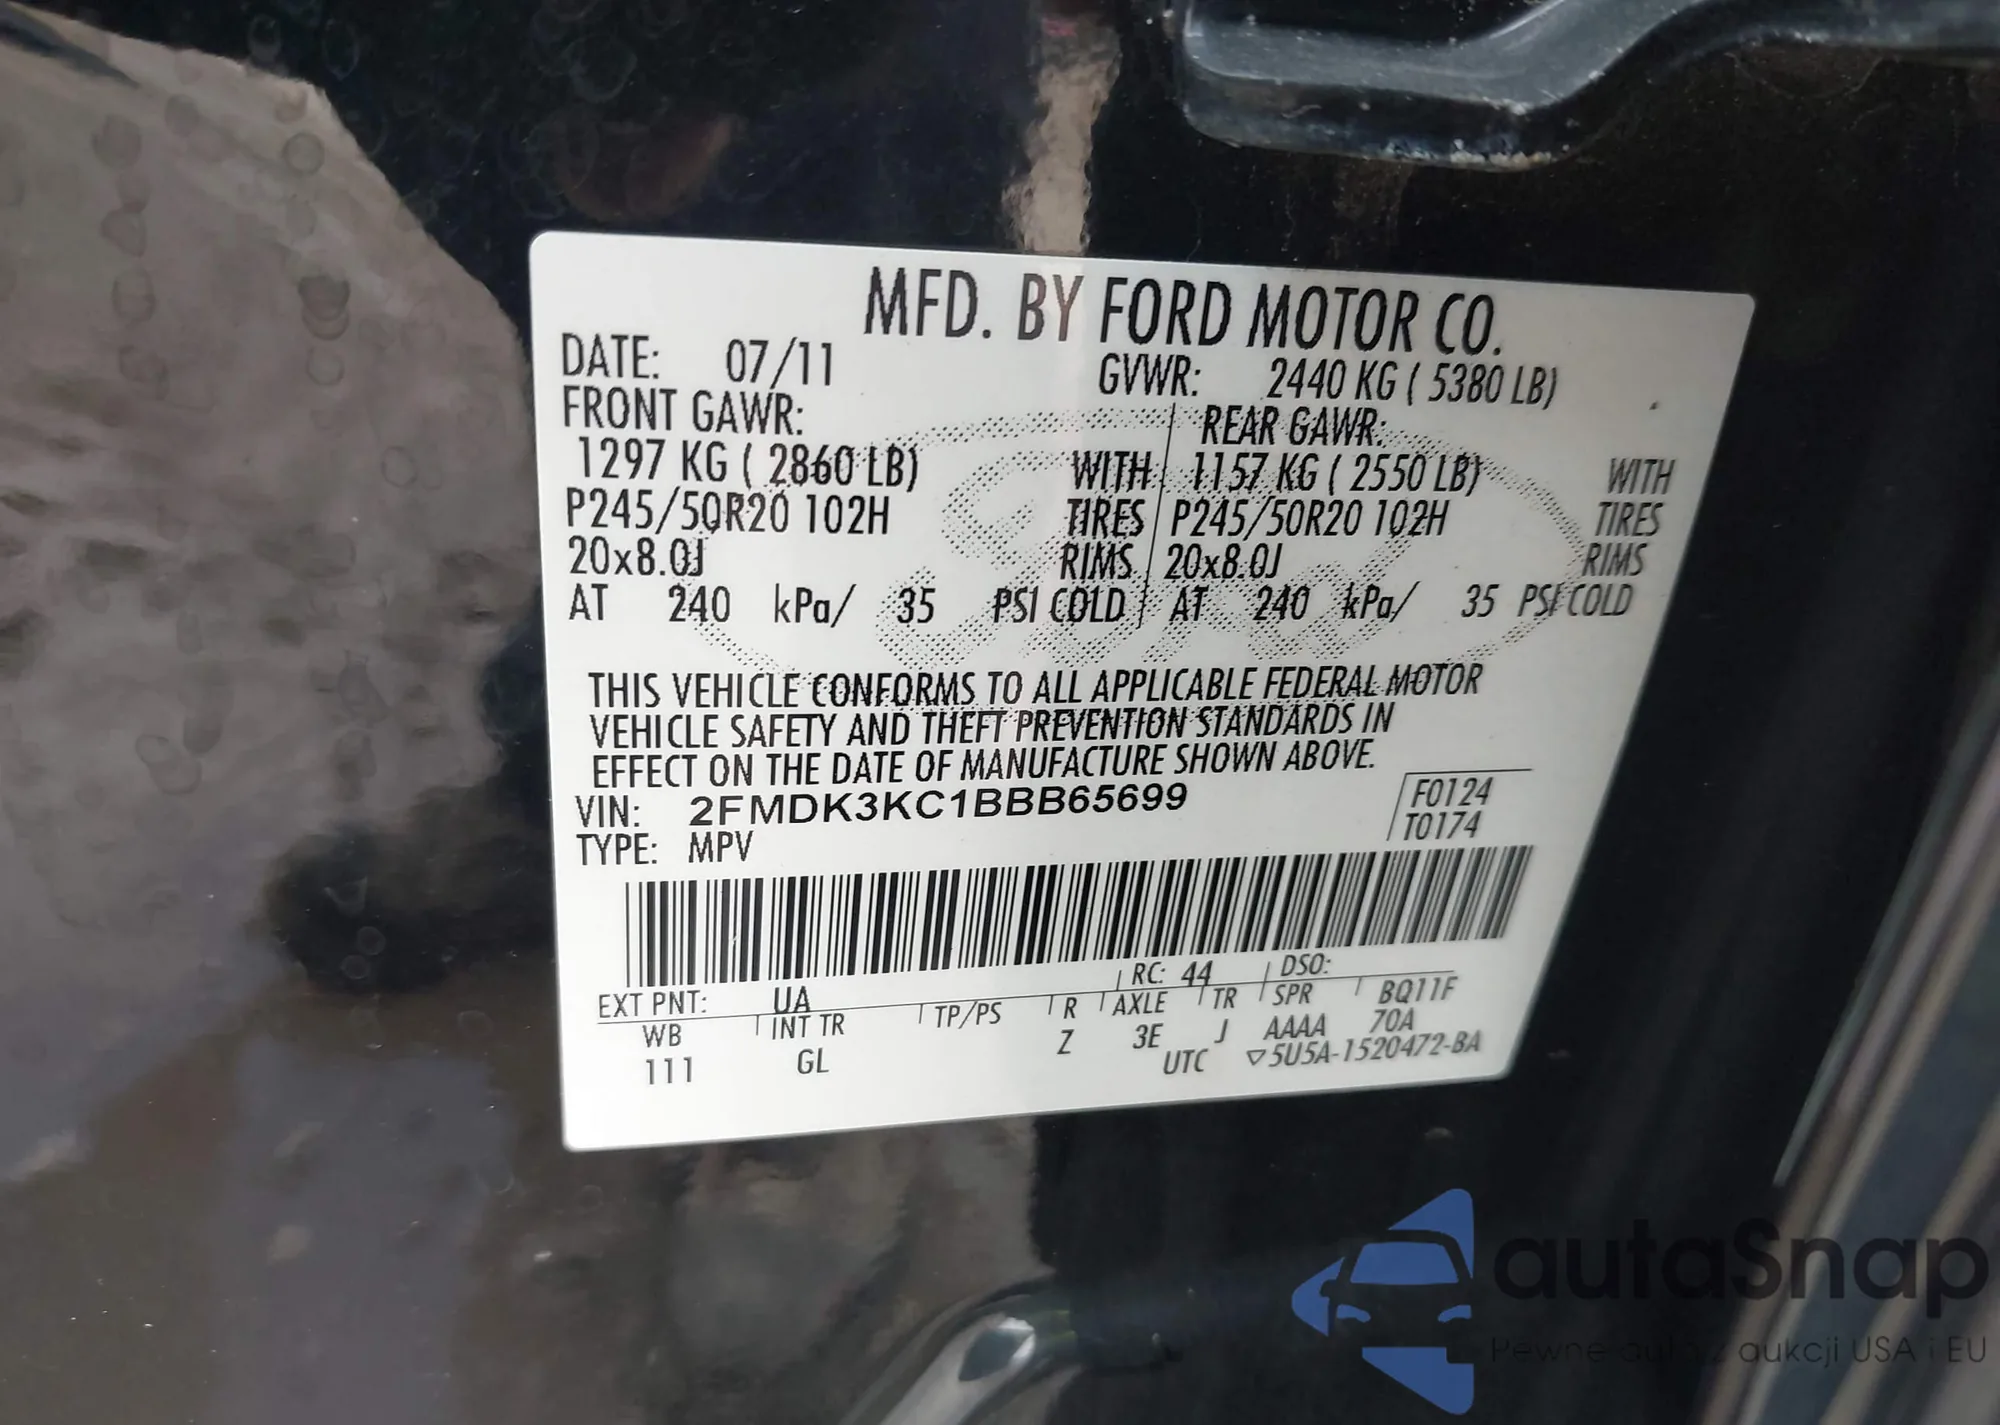 MFD. BY FORD MOTOR CO.
DATE: 07/11 GVWR: 2440 KG ( 5380 LB)
FRONT GAWR: REAR GAWR:
1297 KG ( 2860 LB) WITH 1157 KG ( 2550 LB) WITH
P245/50R20 102H TIRES P245/50R20 102H TIRES
20x8.0J RIMS 20x8.0J RIMS
AT 240 kPa/ 35 PSI COLD AT 240 kPa/ 35 PSI COLD
THIS VEHICLE CONFORMS TO ALL APPLICABLE FEDERAL MOTOR
VEHICLE SAFETY AND THEFT PREVENTION STANDARDS IN
EFFECT ON THE DATE OF MANUFACTURE SHOWN ABOVE.
VIN: 2FMDK3KC1BBB65699 F0124
TYPE: MPV T0174
RC: 44 DSO:
EXT PNT: UA BQ11F
WB INT TR TP/PS R AXLE TR SPR 70A
111 GL Z 3E J AAAA
UTC ▽5U5A-1520472-BA
autaSnap
Pewne auta z aukcji USA i EU